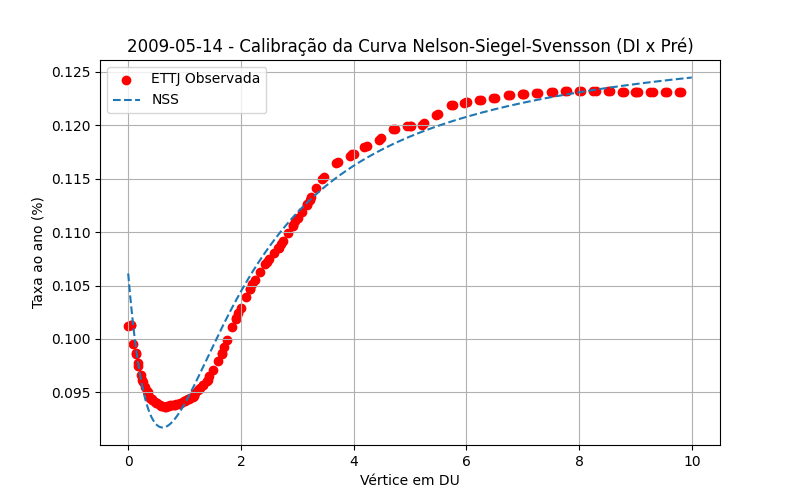 2009-05-14 - Calibração da Curva Nelson-Siegel-Svensson (DI x Pré)
ETTJ Observada
NSS
Taxa ao ano (%)
0.125
0.120
0.115
0.110
0.105
0.100
0.095
0 2 4 6 8 10
Vértice em DU